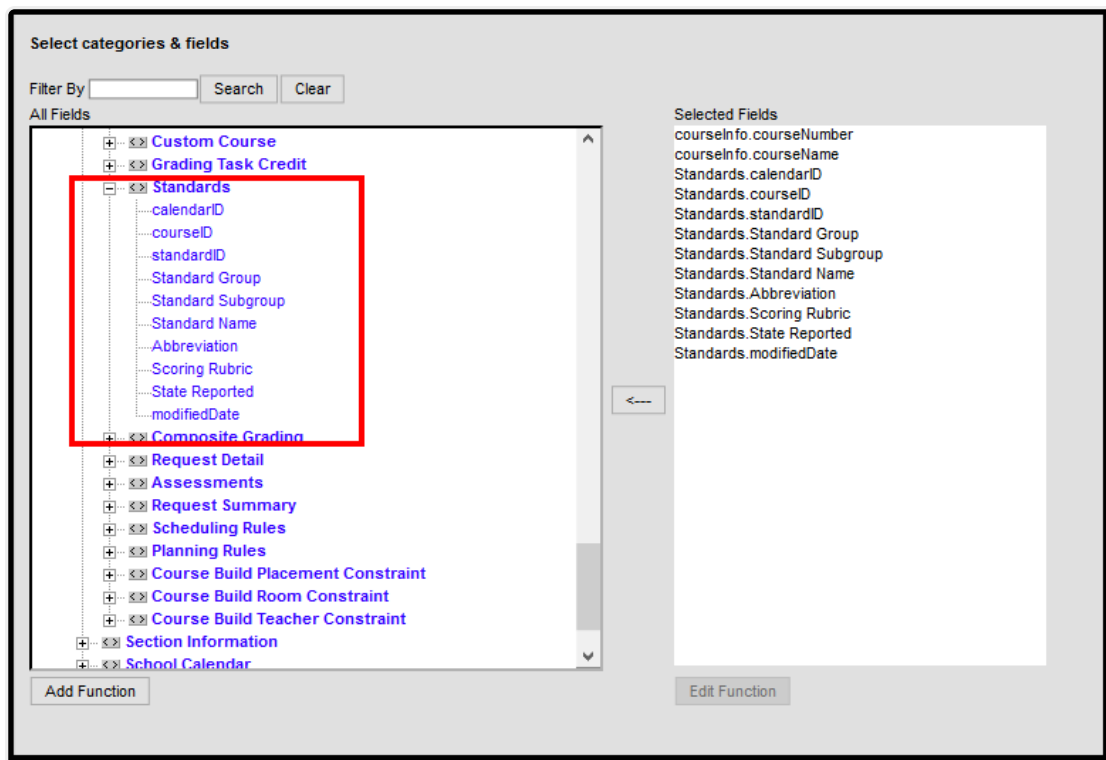 Select categories & fields
Filter By
Search
Clear
All Fields
Custom Course
Grading Task Credit
Standards
calendarID
courseID
standardID
Standard Group
Standard Subgroup
Standard Name
Abbreviation
Scoring Rubric
State Reported
modifiedDate
Composite Grading
Request Detail
Assessments
Request Summary
Scheduling Rules
Planning Rules
Course Build Placement Constraint
Course Build Room Constraint
Course Build Teacher Constraint
Section Information
School Calendar
Add Function
<---
Selected Fields
courseInfo.courseNumber
courseInfo.courseName
Standards.calendarID
Standards.courseID
Standards.standardID
Standards.Standard Group
Standards.Standard Subgroup
Standards.Standard Name
Standards.Abbreviation
Standards.Scoring Rubric
Standards.State Reported
Standards.modifiedDate
Edit Function